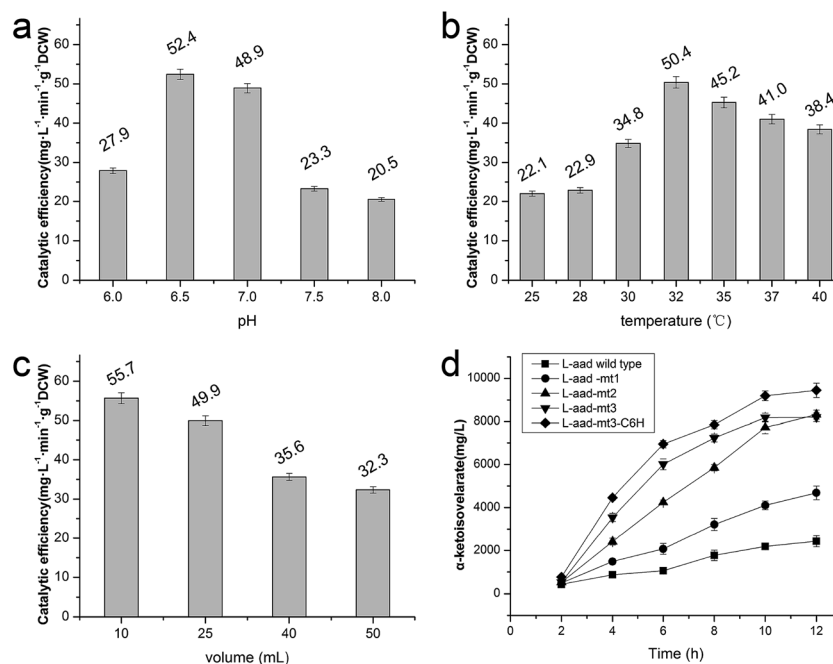 a
Catalytic efficiency(mg·L⁻¹·min⁻¹·g⁻¹DCW)
60
50
40
30
20
10
0
27.9
52.4
48.9
23.3
20.5
6.0 6.5 7.0 7.5 8.0
pH
b
Catalytic efficiency(mg·L⁻¹·min⁻¹·g⁻¹DCW)
60
50
40
30
20
10
0
22.1
22.9
34.8
50.4
45.2
41.0
38.4
25 28 30 32 35 37 40
temperature (℃)
c
Catalytic efficiency(mg·L⁻¹·min⁻¹·g⁻¹DCW)
60
50
40
30
20
10
0
55.7
49.9
35.6
32.3
10 25 40 50
volume (mL)
d
L-aad wild type
L-aad -mt1
L-aad-mt2
L-aad-mt3
L-aad-mt3-C6H
α-ketoisovelarate(mg/L)
10000
8000
6000
4000
2000
0
0 2 4 6 8 10 12
Time (h)